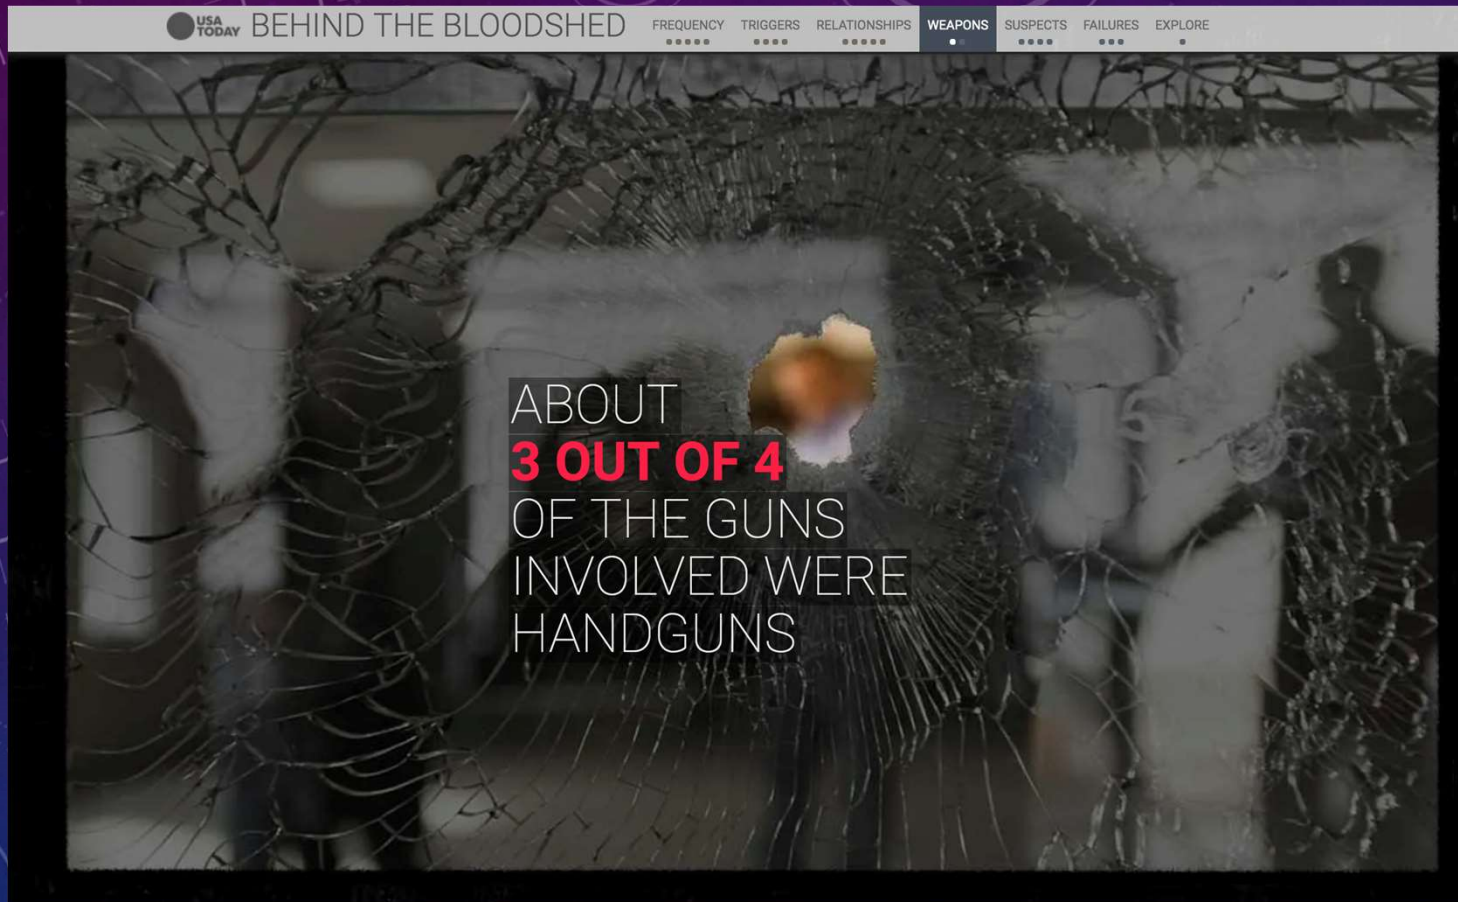 USA
TODAY
BEHIND THE BLOODSHED
FREQUENCY
TRIGGERS
RELATIONSHIPS
WEAPONS
SUSPECTS
FAILURES
EXPLORE
ABOUT
3 OUT OF 4
OF THE GUNS
INVOLVED WERE
HANDGUNS